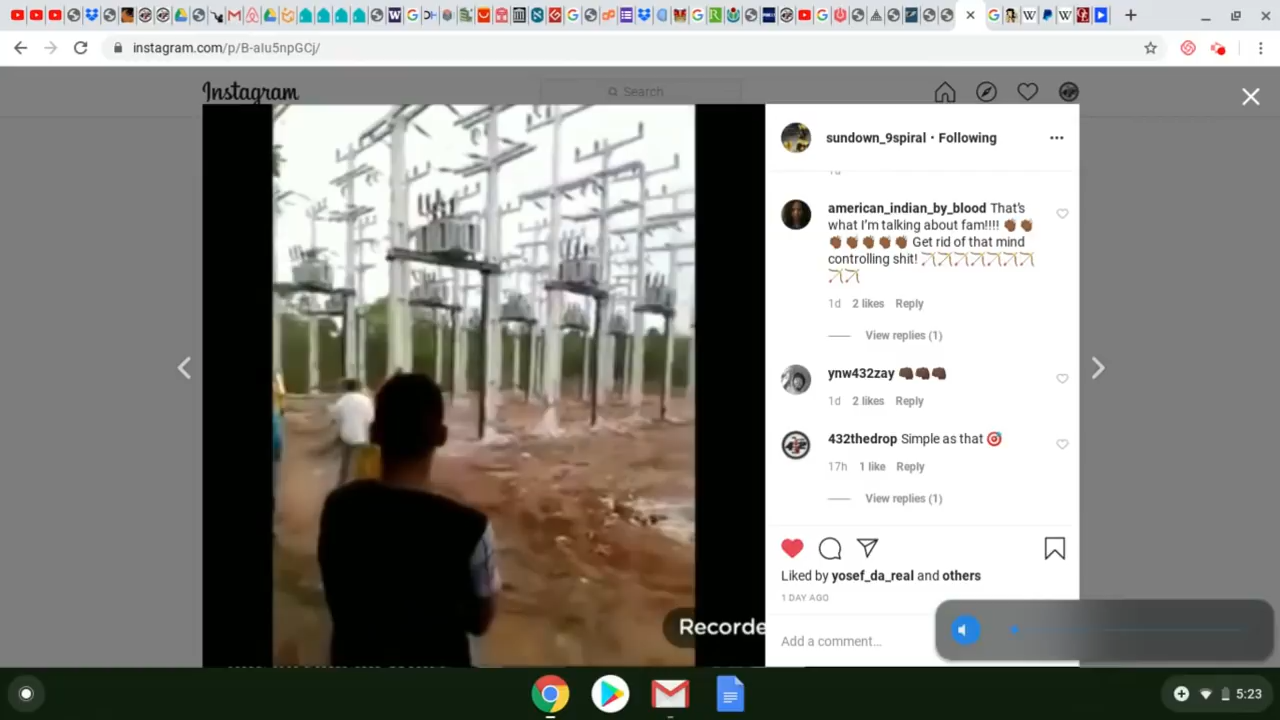 instagram.com/p/B-aIu5npGCj/
Instagram
Search
sundown_9spiral • Following
american_indian_by_blood That's
what I'm talking about fam!!!! 👏🏾👏🏾
👏🏾👏🏾👏🏾👏🏾👏🏾 Get rid of that mind
controlling shit! 🏹🏹🏹🏹🏹🏹🏹
🏹🏹
1d 2 likes Reply
View replies (1)
ynw432zay 👊🏿👊🏿👊🏿
1d 2 likes Reply
432thedrop Simple as that 🎯
17h 1 like Reply
View replies (1)
Liked by yosef_da_real and others
1 DAY AGO
Recorde
Add a comment…
5:23